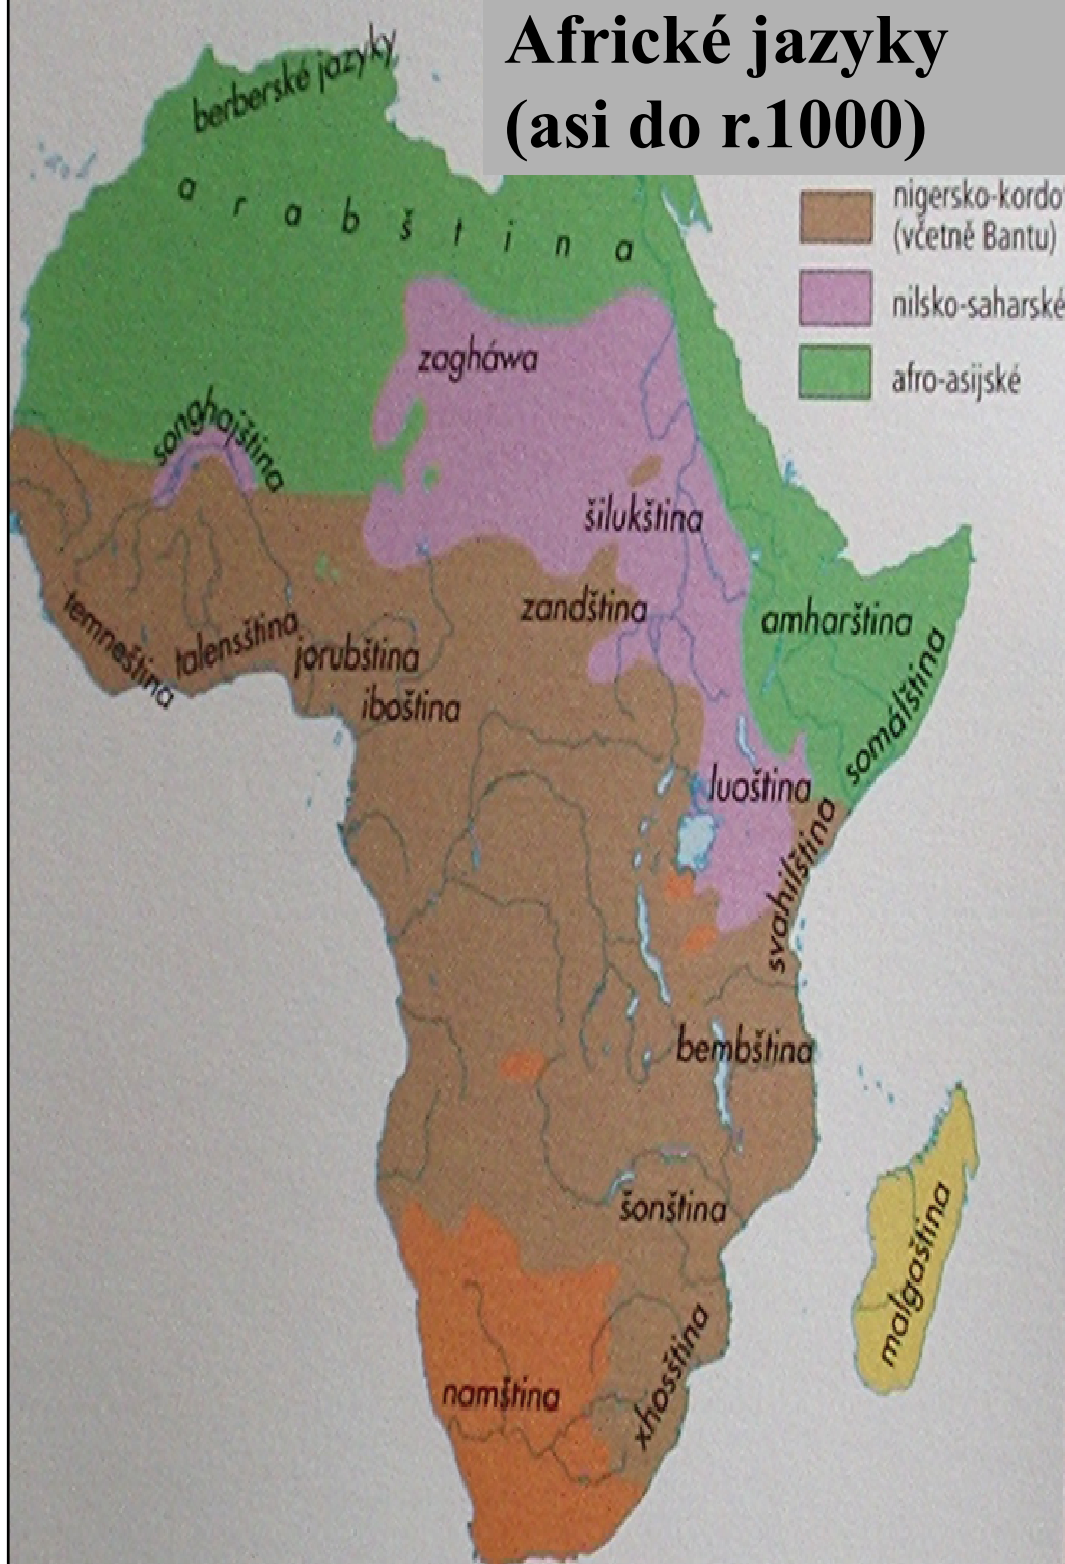 Africké jazyky
(asi do r.1000)
nigersko-kordo
(včetně Bantu)
nilsko-saharské
afro-asijské
berberské jazyky
arabština
zagháwa
songhajština
šilukština
zandština
amharština
temneština
talensština
jorubština
iboština
somálština
luoština
svahilština
bembština
šonština
malgaština
namština
xhosština